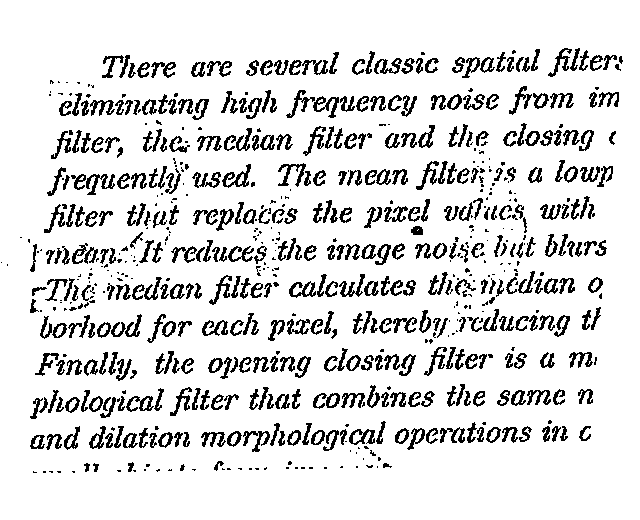 There are several classic spatial filters
eliminating high frequency noise from im
filter, the median filter and the closing
frequently used. The mean filter is a lowp
filter that replaces the pixel values with
mean. It reduces the image noise but blurs
The median filter calculates the median o
borhood for each pixel, thereby reducing th
Finally, the opening closing filter is a m
phological filter that combines the same n
and dilation morphological operations in c